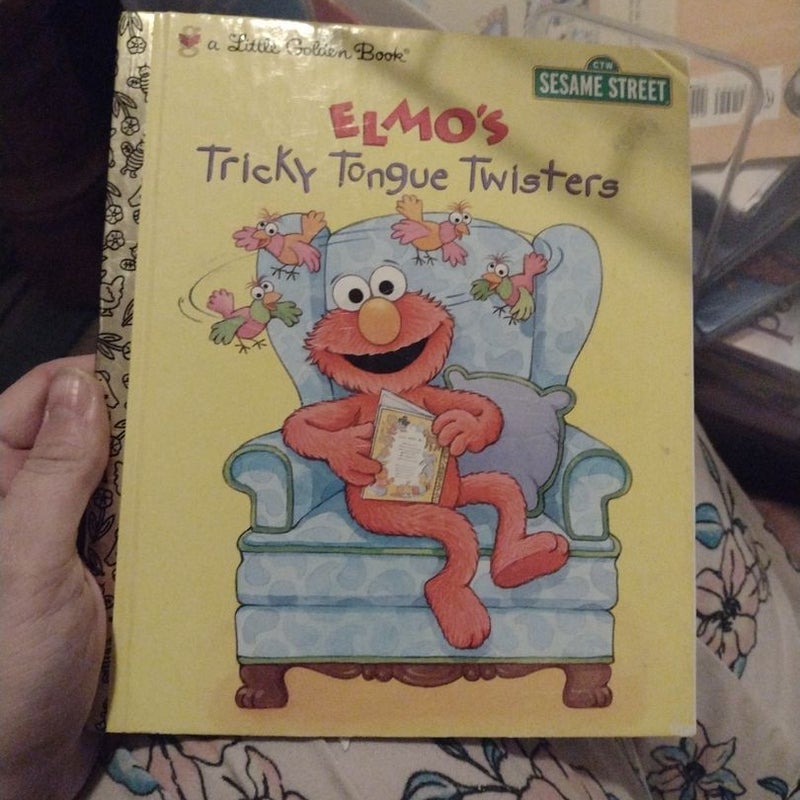 a Little Golden Book®
CTW
SESAME STREET
ELMO'S
Tricky Tongue Twisters